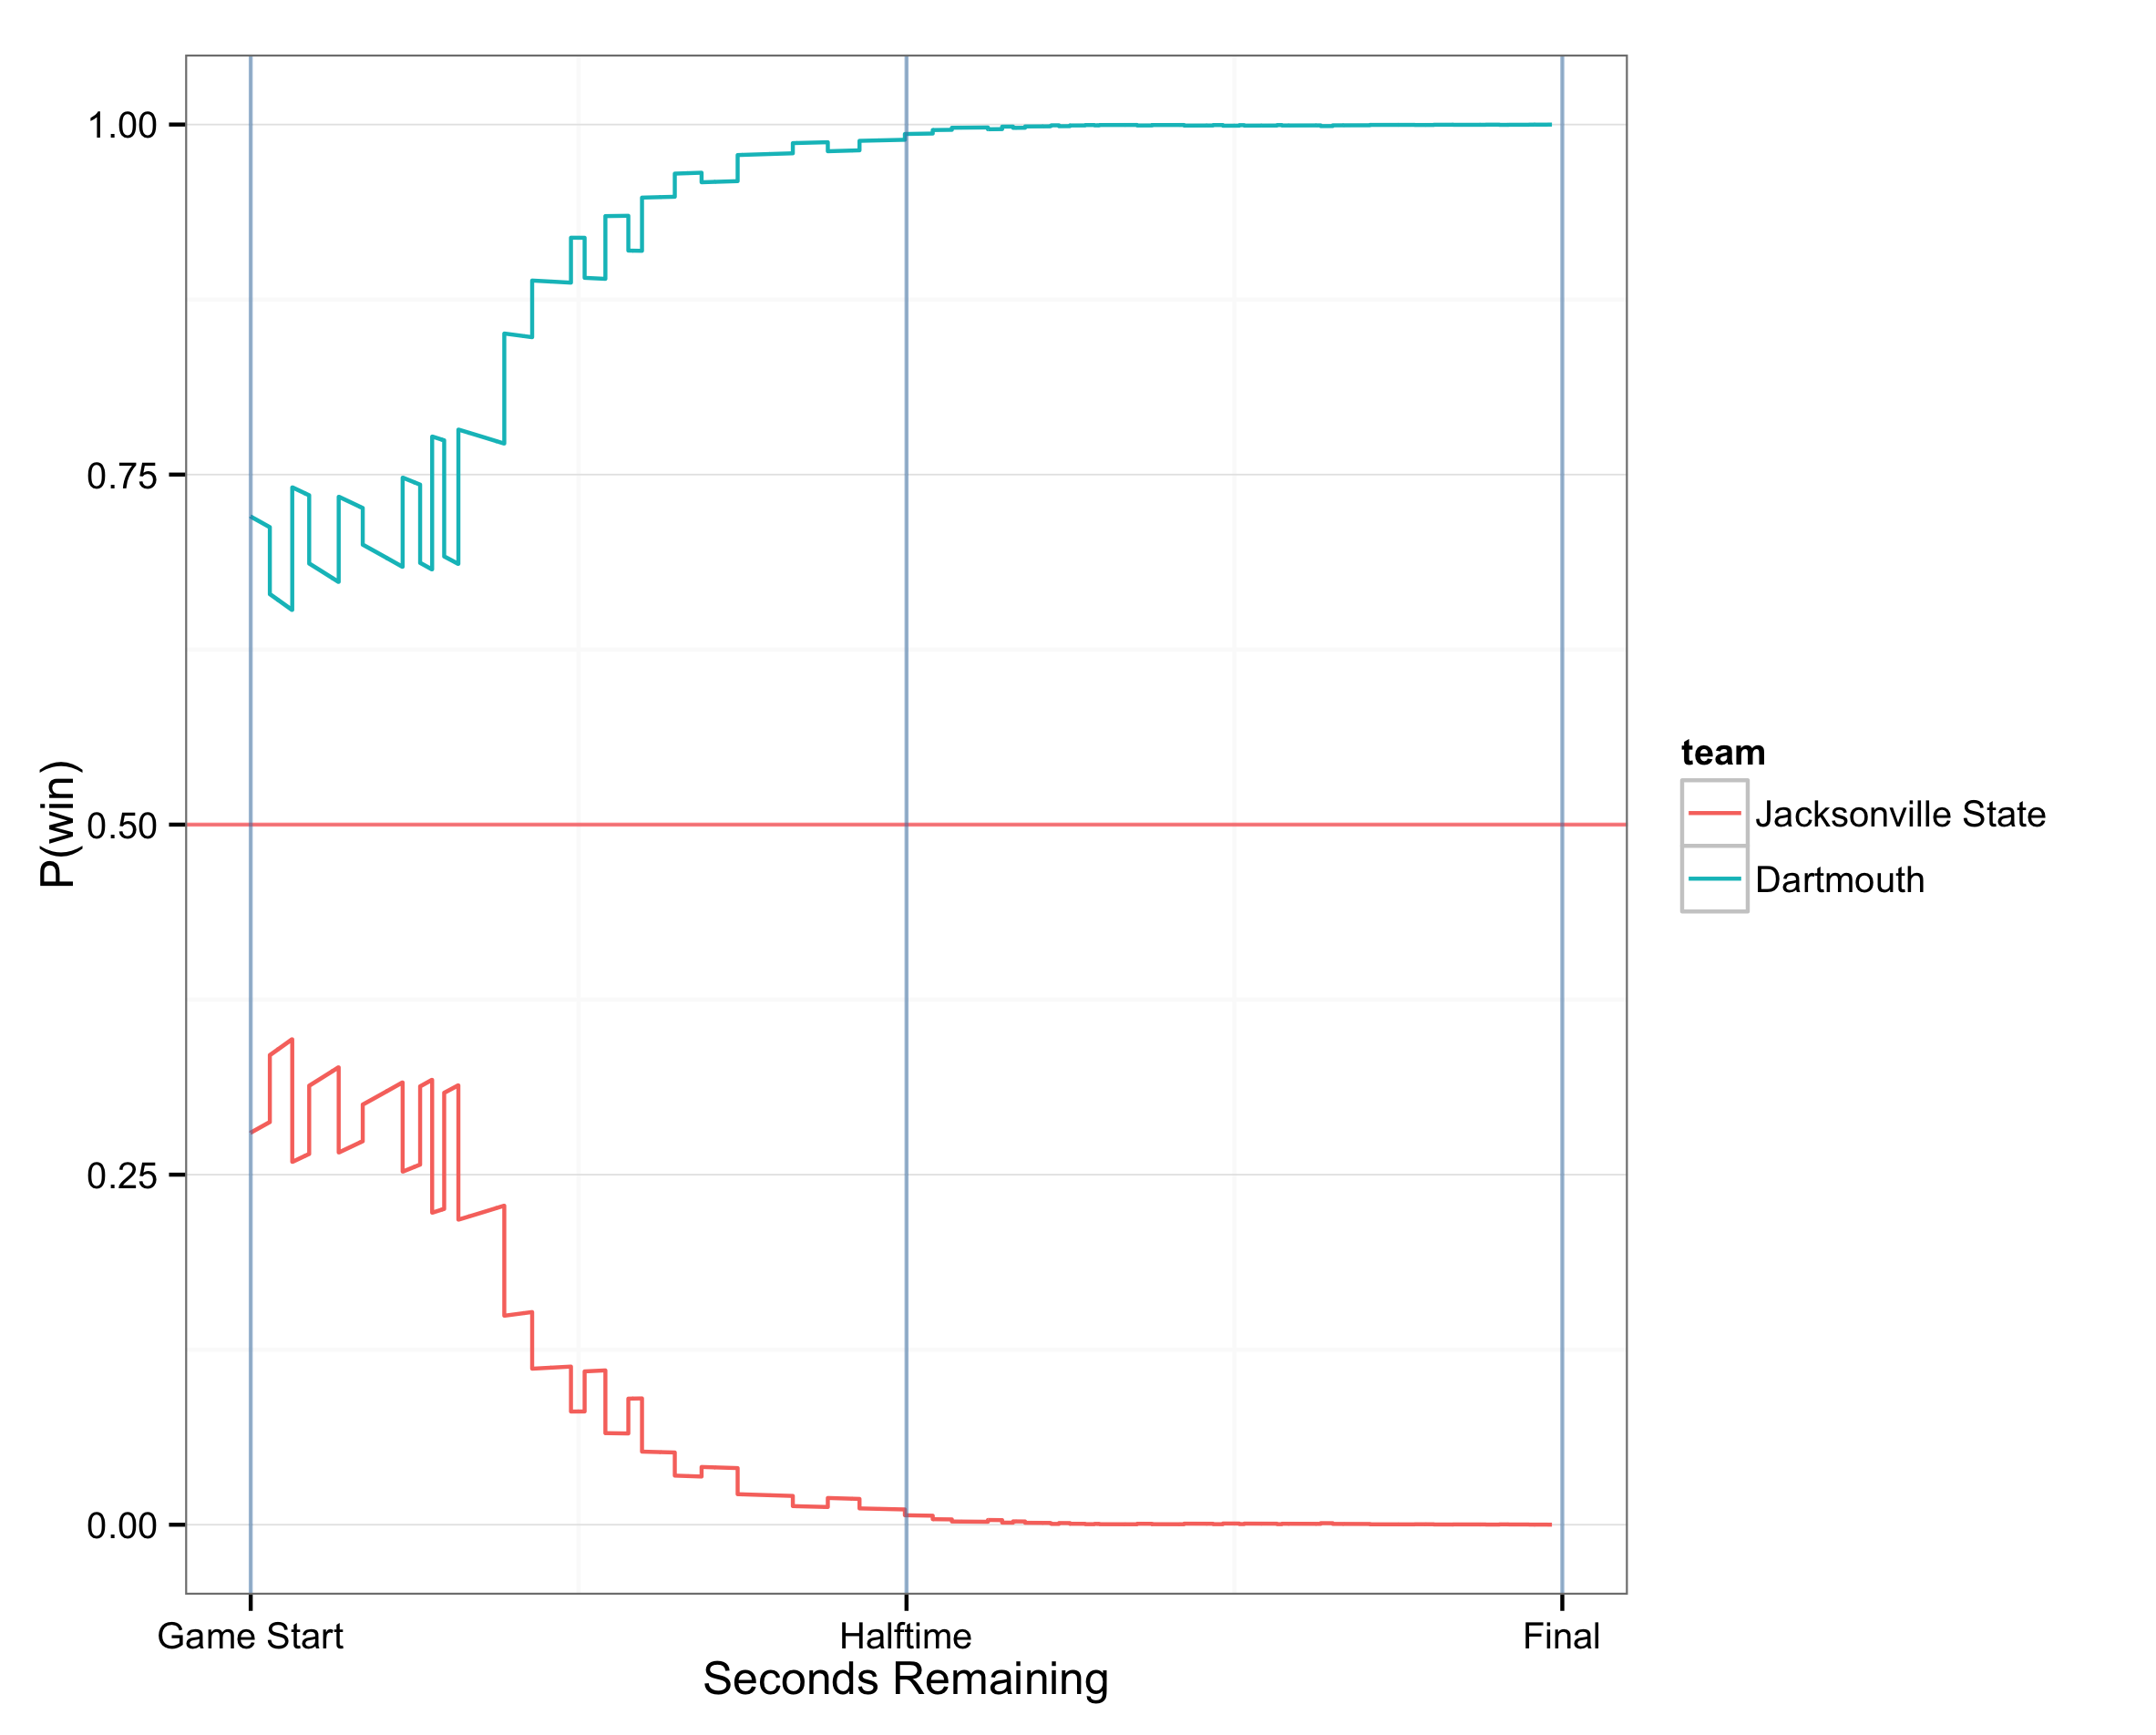 1.00
0.75
0.50
0.25
0.00
P(win)
Game Start
Halftime
Final
Seconds Remaining
team
Jacksonville State
Dartmouth